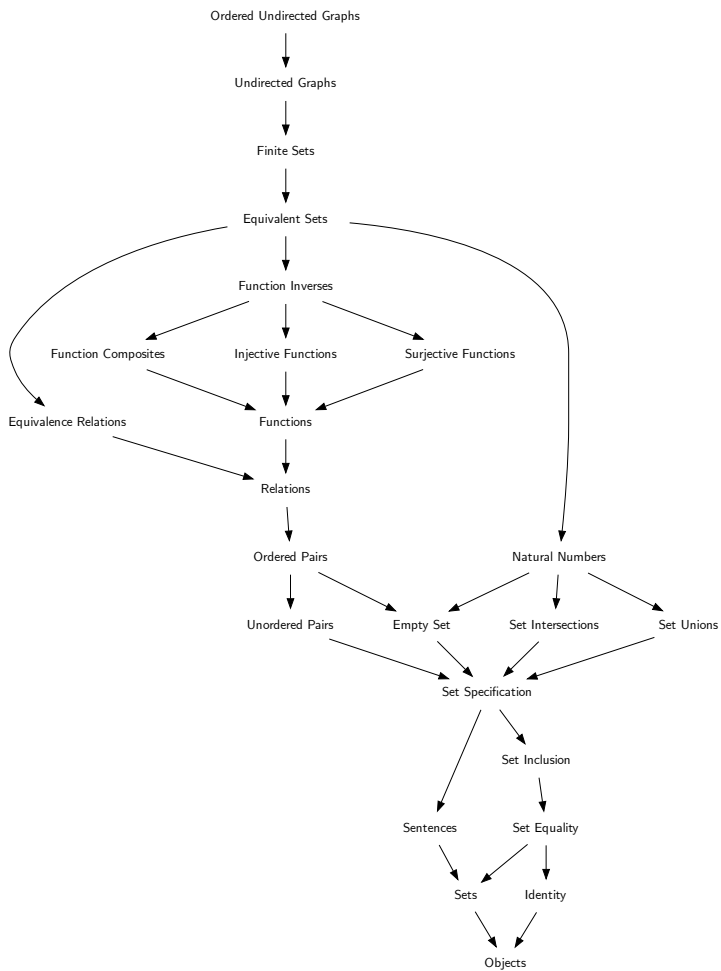 Ordered Undirected Graphs
Undirected Graphs
Finite Sets
Equivalent Sets
Function Inverses
Function Composites
Injective Functions
Surjective Functions
Equivalence Relations
Functions
Relations
Ordered Pairs
Natural Numbers
Unordered Pairs
Empty Set
Set Intersections
Set Unions
Set Specification
Set Inclusion
Sentences
Set Equality
Sets
Identity
Objects